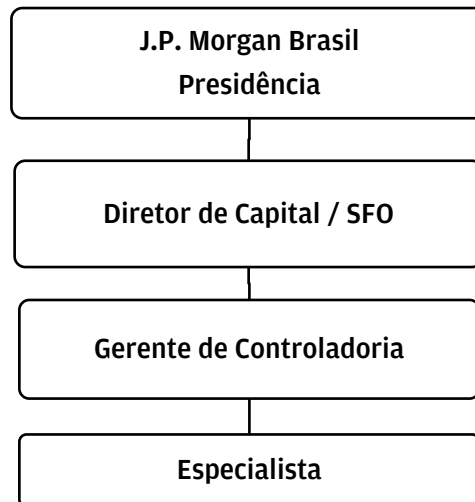 J.P. Morgan Brasil
Presidência
Diretor de Capital / SFO
Gerente de Controladoria
Especialista